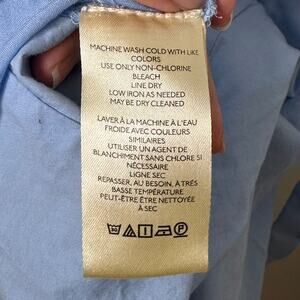 MACHINE WASH COLD WITH LIKE
COLORS
USE ONLY NON-CHLORINE
BLEACH
LINE DRY
LOW IRON AS NEEDED
MAY BE DRY CLEANED
LAVER À LA MACHINE À L'EAU
FROIDE AVEC COULEURS
SIMILAIRES
UTILISER UN AGENT DE
BLANCHIMENT SANS CHLORE SI
NÉCESSAIRE
LIGNE SEC
REPASSER, AU BESOIN, À TRÈS
BASSE TEMPÉRATURE
PEUT ÊTRE NETTOYÉE
À SEC